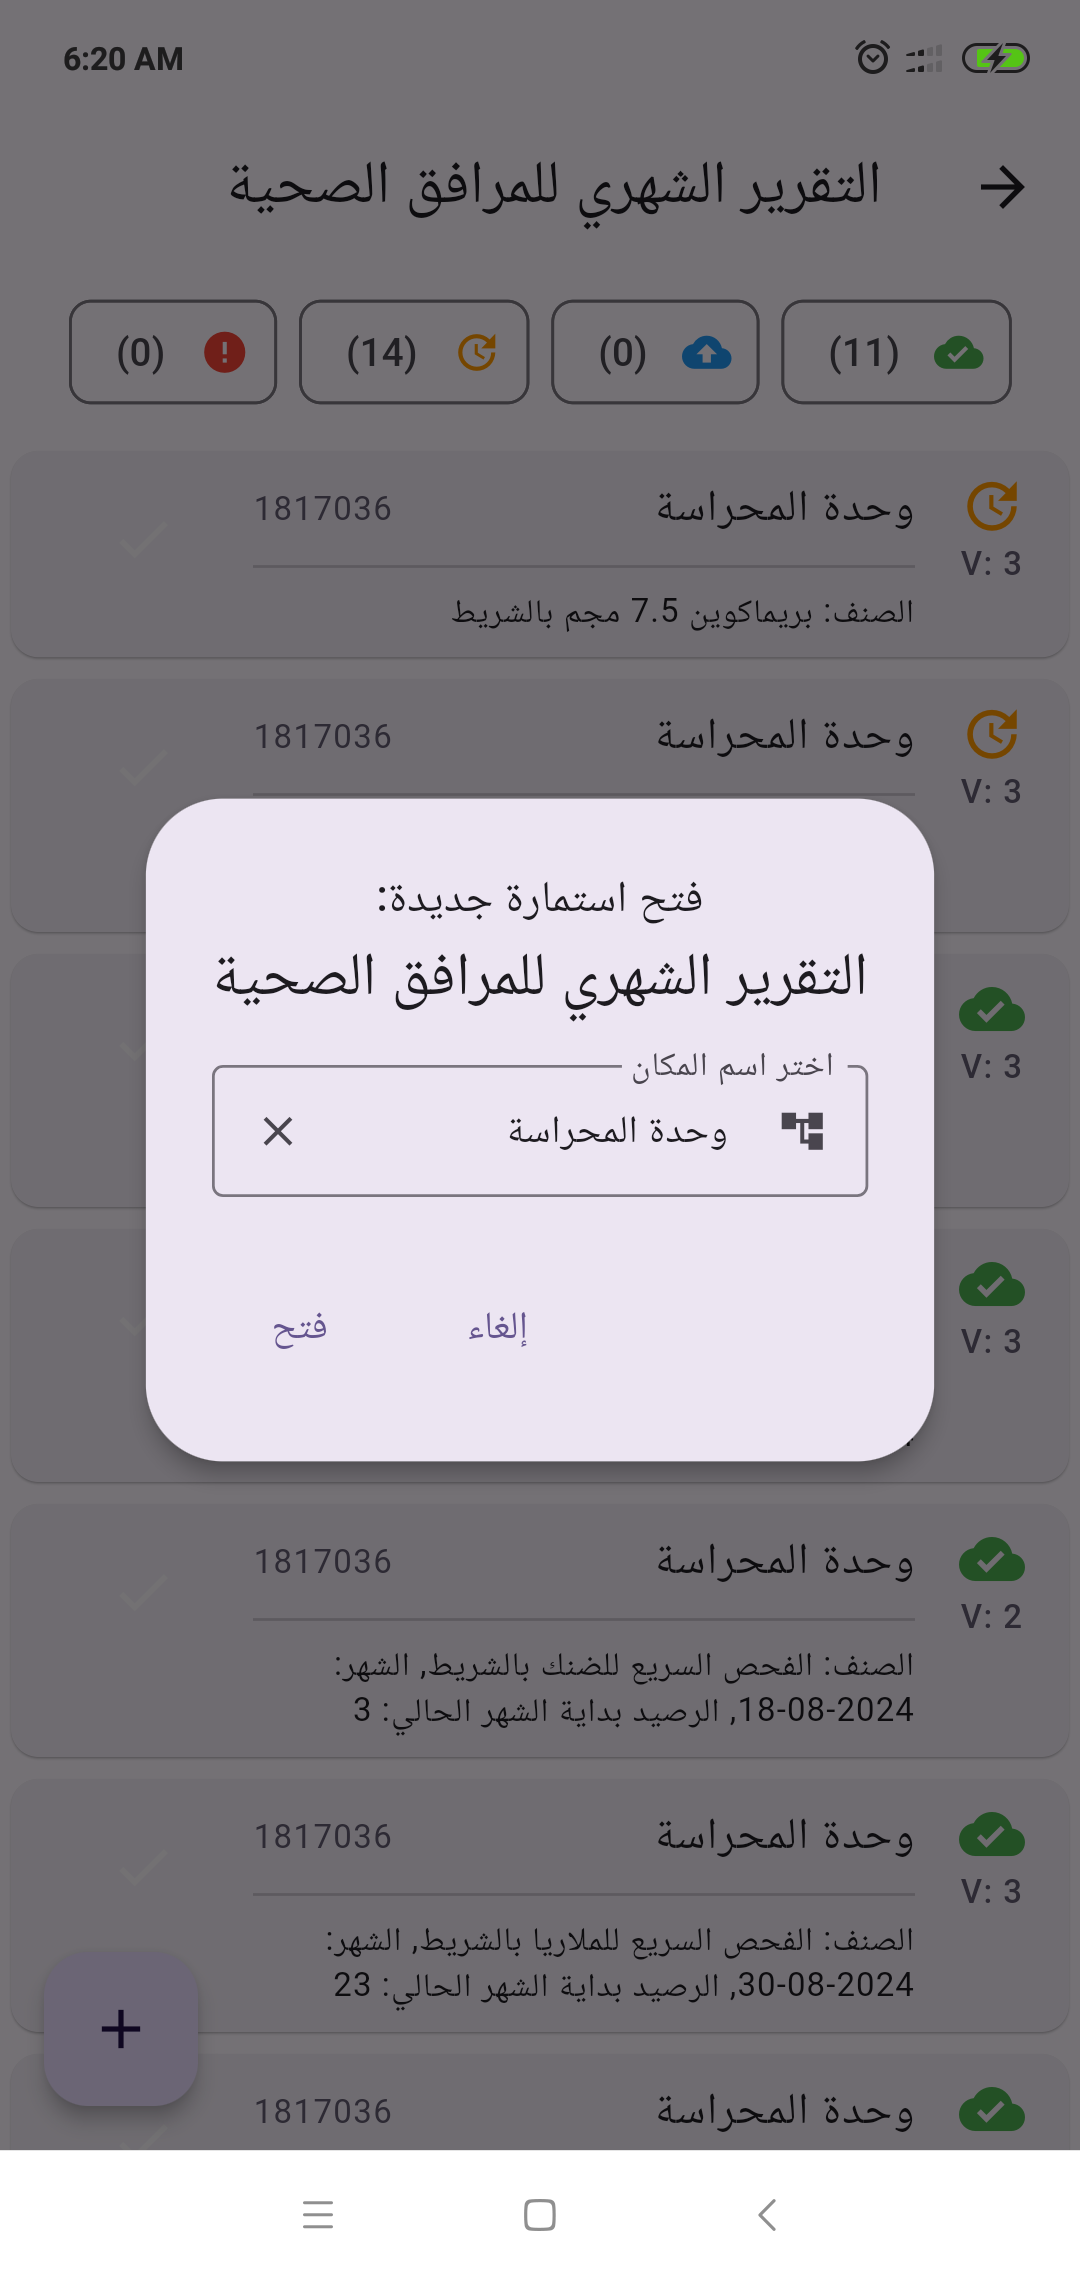 6:20 AM
التقرير الشهري للمرافق الصحية
(11) (0) (14) (0)
وحدة المحراسة 1817036
V: 3
الصنف: بريماكوين 7.5 مجم بالشريط
وحدة المحراسة 1817036
V: 3
فتح استمارة جديدة:
التقرير الشهري للمرافق الصحية
اختر اسم المكان
وحدة المحراسة
إلغاء فتح
V: 3
V: 3
وحدة المحراسة 1817036
V: 2
الصنف: الفحص السريع للضنك بالشريط, الشهر:
2024-08-18, الرصيد بداية الشهر الحالي: 3
وحدة المحراسة 1817036
V: 3
الصنف: الفحص السريع للملاريا بالشريط, الشهر:
2024-08-30, الرصيد بداية الشهر الحالي: 23
وحدة المحراسة 1817036